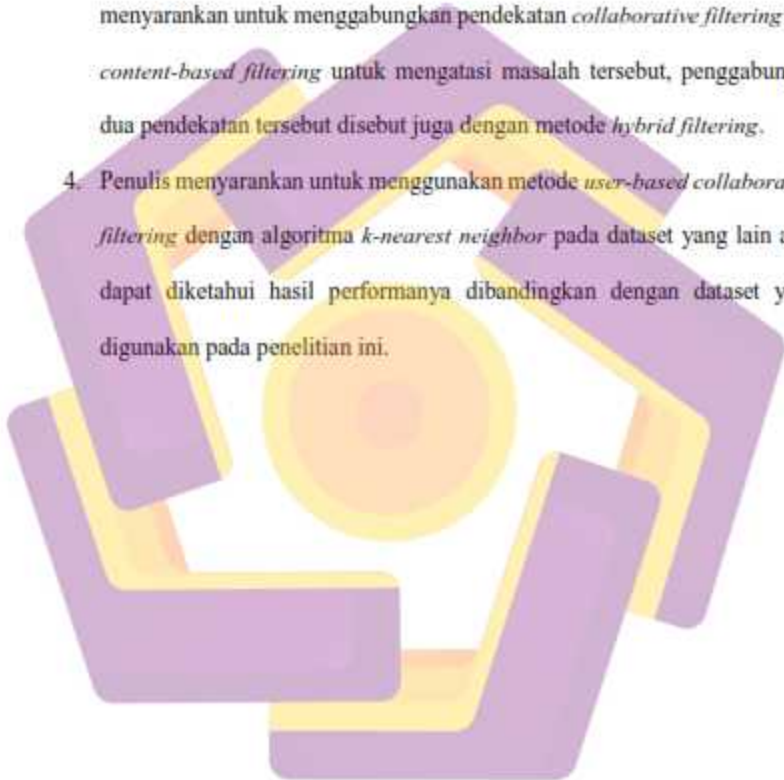 menyarankan untuk menggabungkan pendekatan collaborative filtering
content-based filtering untuk mengatasi masalah tersebut, penggabun
dua pendekatan tersebut disebut juga dengan metode hybrid filtering.
4. Penulis menyarankan untuk menggunakan metode user-based collabora
filtering dengan algoritma k-nearest neighbor pada dataset yang lain a
dapat diketahui hasil performanya dibandingkan dengan dataset y
digunakan pada penelitian ini.